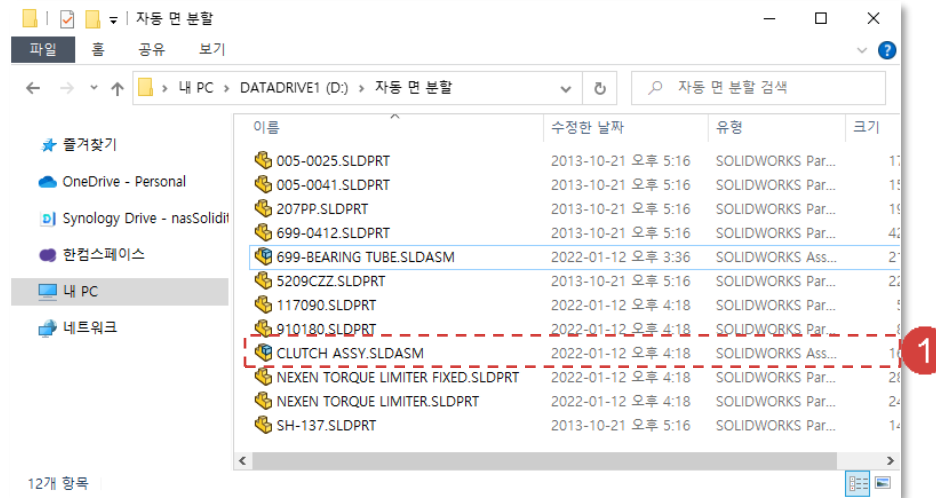 자동 면 분할
파일 홈 공유 보기
내 PC > DATADRIVE1 (D:) > 자동 면 분할 자동 면 분할 검색
이름 수정한 날짜 유형 크기
즐겨찾기
OneDrive - Personal
Synology Drive - nasSolidit
한컴스페이스
내 PC
네트워크
005-0025.SLDPRT 2013-10-21 오후 5:16 SOLIDWORKS Par...
005-0041.SLDPRT 2013-10-21 오후 5:16 SOLIDWORKS Par...
207PP.SLDPRT 2013-10-21 오후 5:16 SOLIDWORKS Par...
699-0412.SLDPRT 2013-10-21 오후 5:16 SOLIDWORKS Par...
699-BEARING TUBE.SLDASM 2022-01-12 오후 3:36 SOLIDWORKS Ass...
5209CZZ.SLDPRT 2013-10-21 오후 5:16 SOLIDWORKS Par...
117090.SLDPRT 2022-01-12 오후 4:18 SOLIDWORKS Par...
910180.SLDPRT 2022-01-12 오후 4:18 SOLIDWORKS Par...
CLUTCH ASSY.SLDASM 2022-01-12 오후 4:18 SOLIDWORKS Ass... 1
NEXEN TORQUE LIMITER FIXED.SLDPRT 2022-01-12 오후 4:18 SOLIDWORKS Par...
NEXEN TORQUE LIMITER.SLDPRT 2022-01-12 오후 4:18 SOLIDWORKS Par...
SH-137.SLDPRT 2013-10-21 오후 5:16 SOLIDWORKS Par...
12개 항목